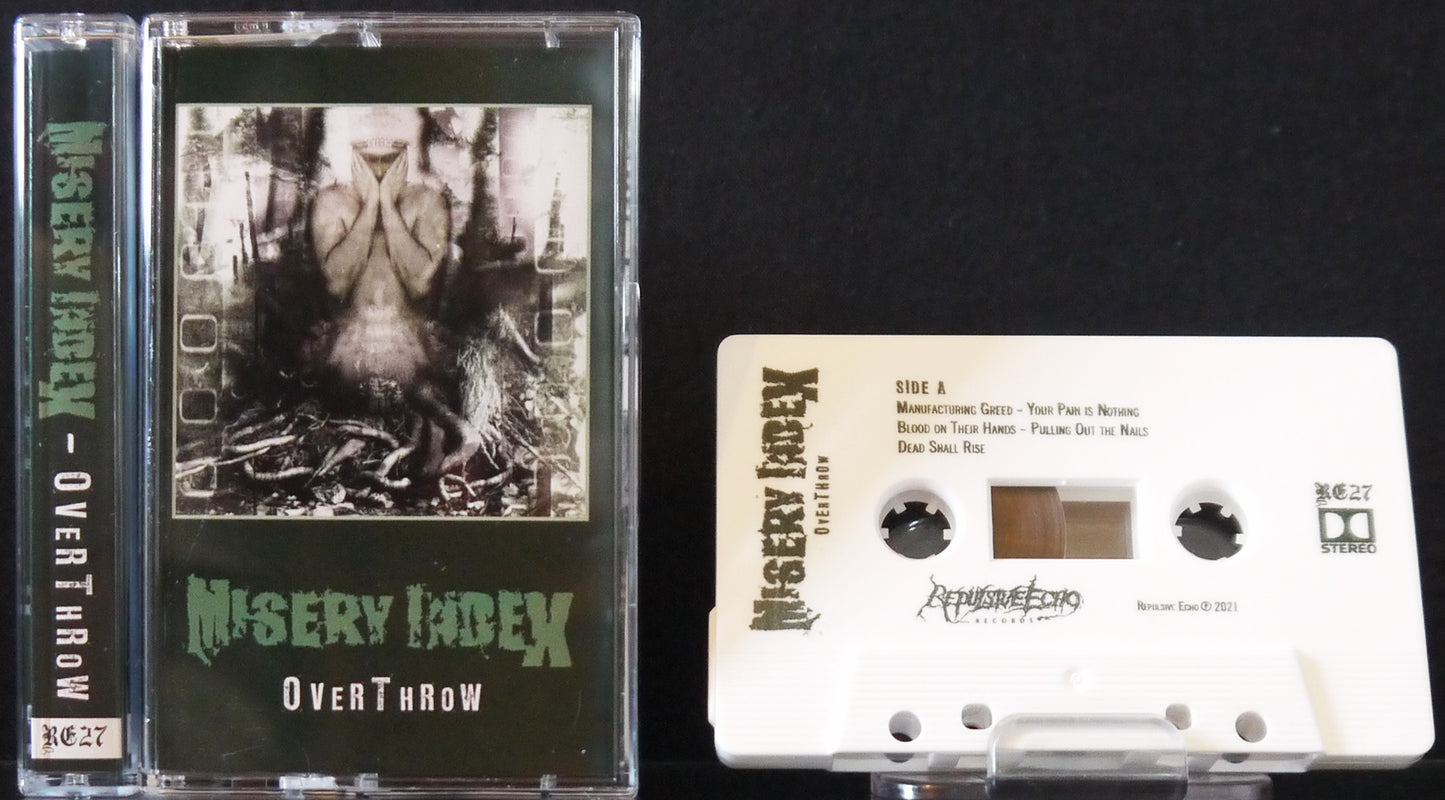 MISERY INDEX - OVERTHROW
RE27
MISERY INDEX
OVERTHROW
MISERY INDEX
OVERTHROW
SIDE A
MANUFACTURING GREED - YOUR PAIN IS NOTHING
BLOOD ON THEIR HANDS - PULLING OUT THE NAILS
DEAD SHALL RISE
RE27
STEREO
REPULSIVE ECHO
RECORDS
REPULSIVE ECHO ℗ 2021